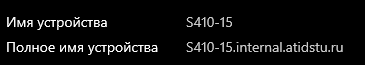 Имя устройства S410-15
Полное имя устройства S410-15.internal.atidstu.ru